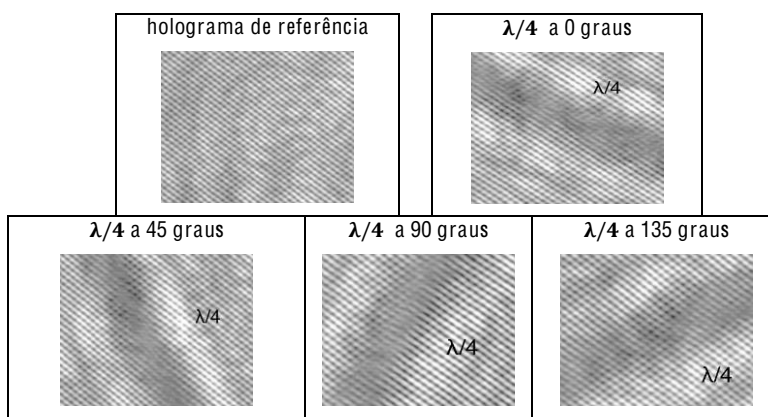 holograma de referência
λ/4 a 0 graus
λ/4
λ/4 a 45 graus
λ/4 a 90 graus
λ/4 a 135 graus
λ/4
λ/4
λ/4